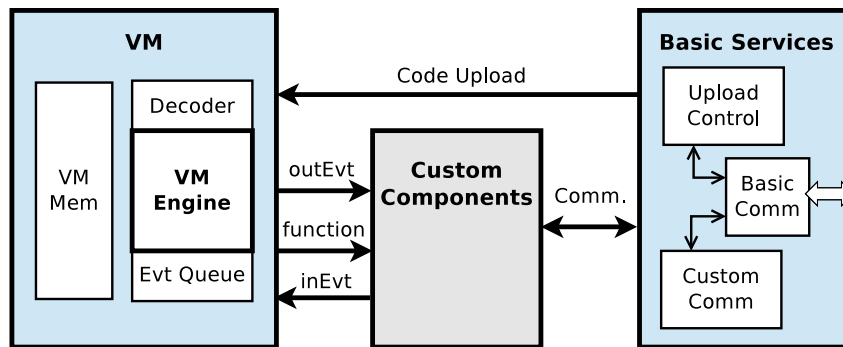 VM
Decoder
VM
Mem
VM
Engine
Evt Queue
Code Upload
outEvt
function
inEvt
Custom
Components
Comm.
Basic Services
Upload
Control
Basic
Comm
Custom
Comm